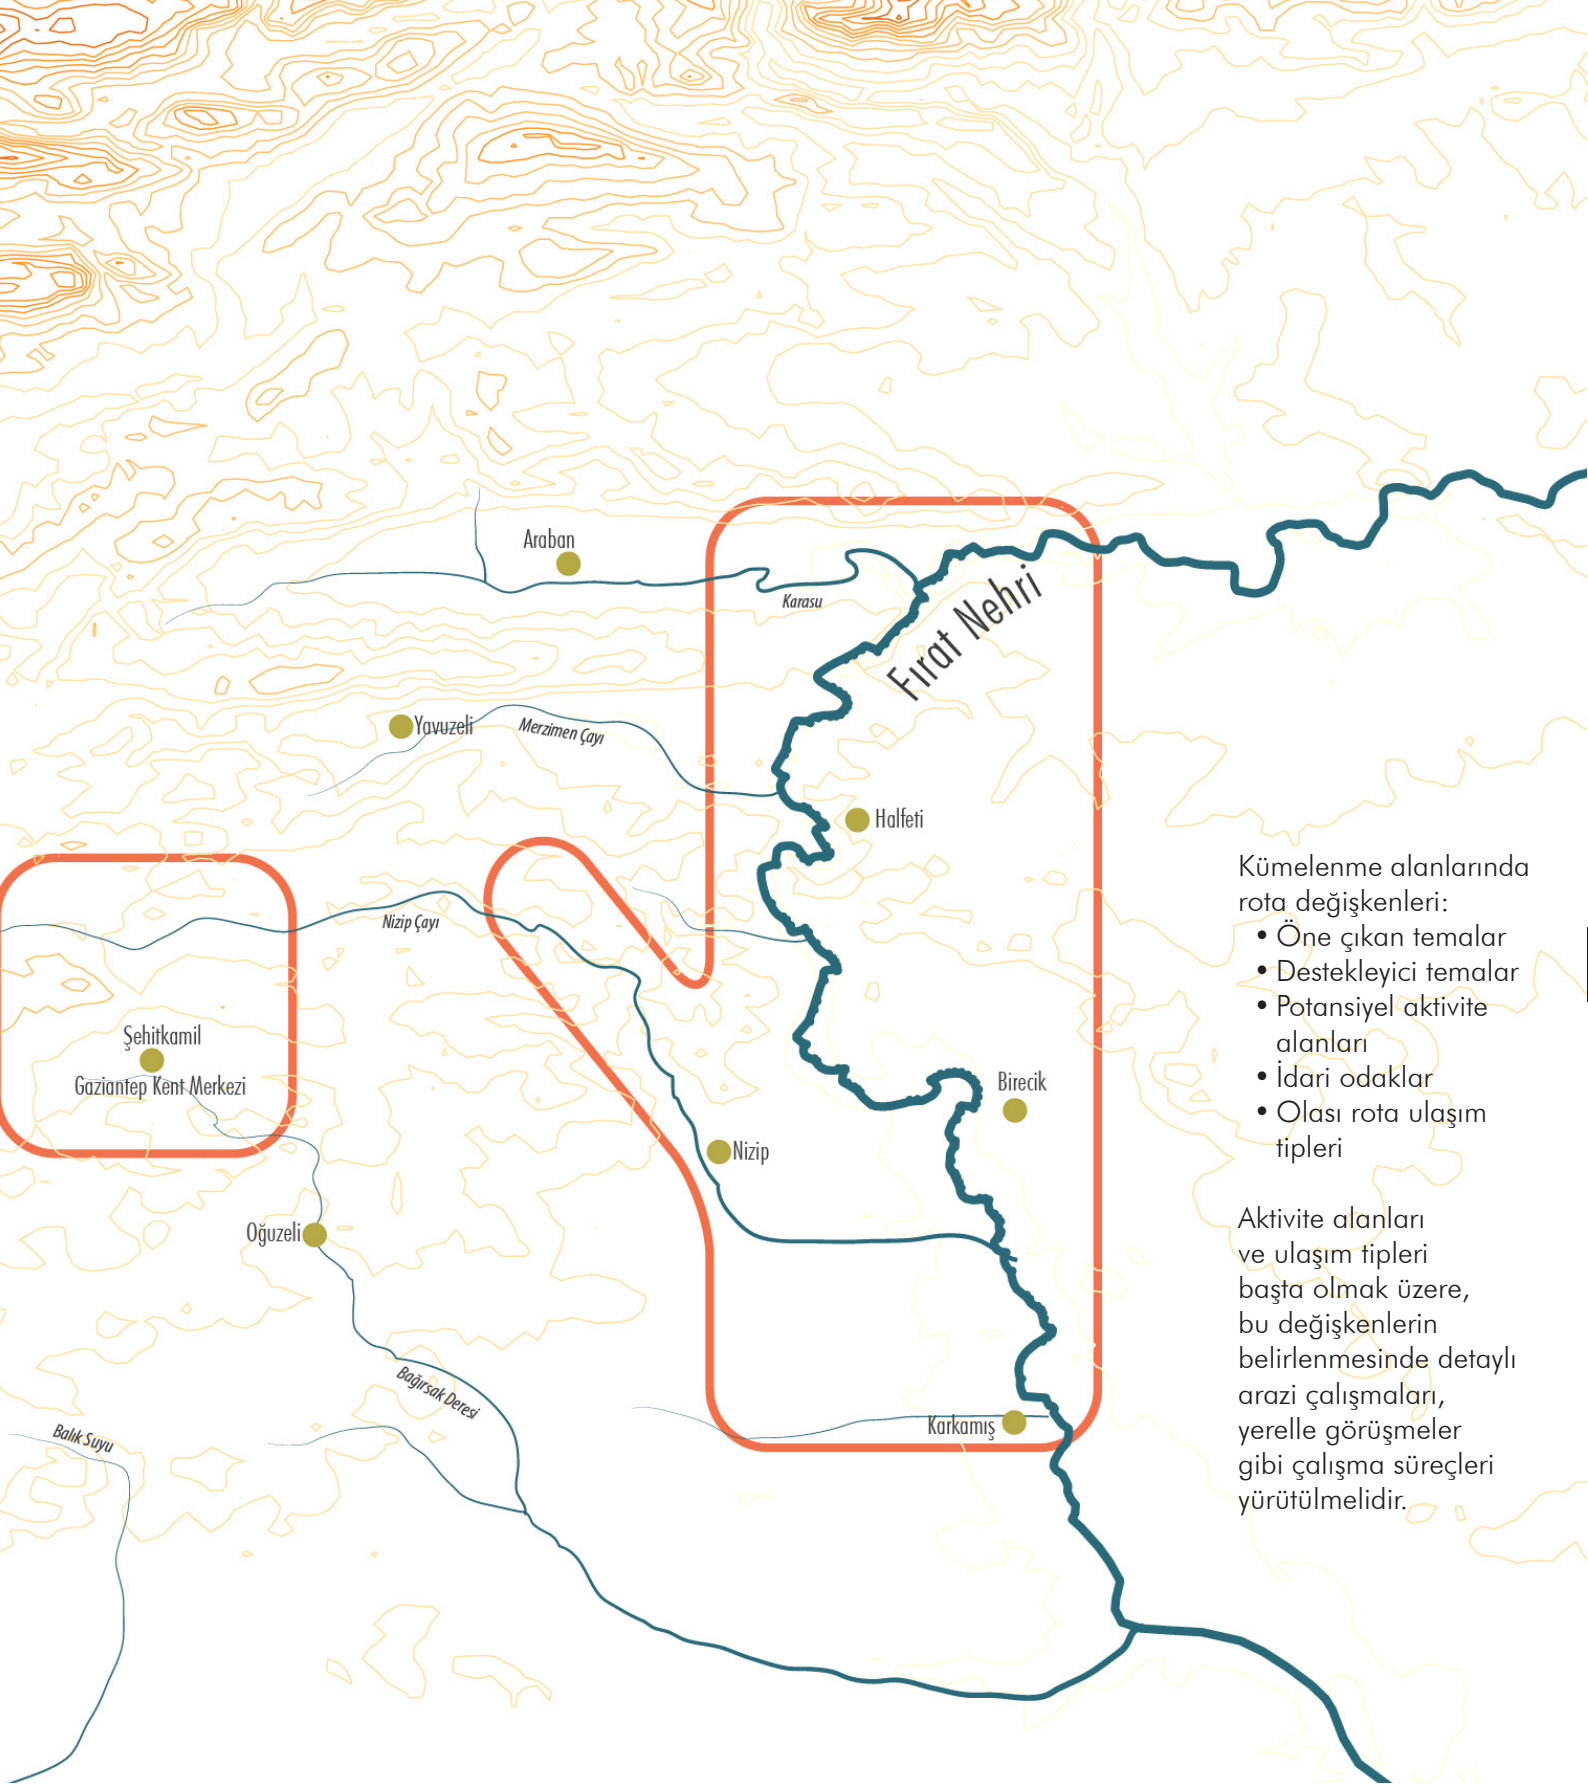 Araban
Karasu
Fırat Nehri
Yavuzeli
Merzimen Çayı
Halfeti
Nizip Çayı
Şehitkamil
Gaziantep Kent Merkezi
Birecik
Nizip
Oğuzeli
Bağırsak Deresi
Karkamış
Balık Suyu
Kümelenme alanlarında
rota değişkenleri:
• Öne çıkan temalar
• Destekleyici temalar
• Potansiyel aktivite
alanları
• İdari odaklar
• Olası rota ulaşım
tipleri
Aktivite alanları
ve ulaşım tipleri
başta olmak üzere,
bu değişkenlerin
belirlenmesinde detaylı
arazi çalışmaları,
yerelle görüşmeler
gibi çalışma süreçleri
yürütülmelidir.